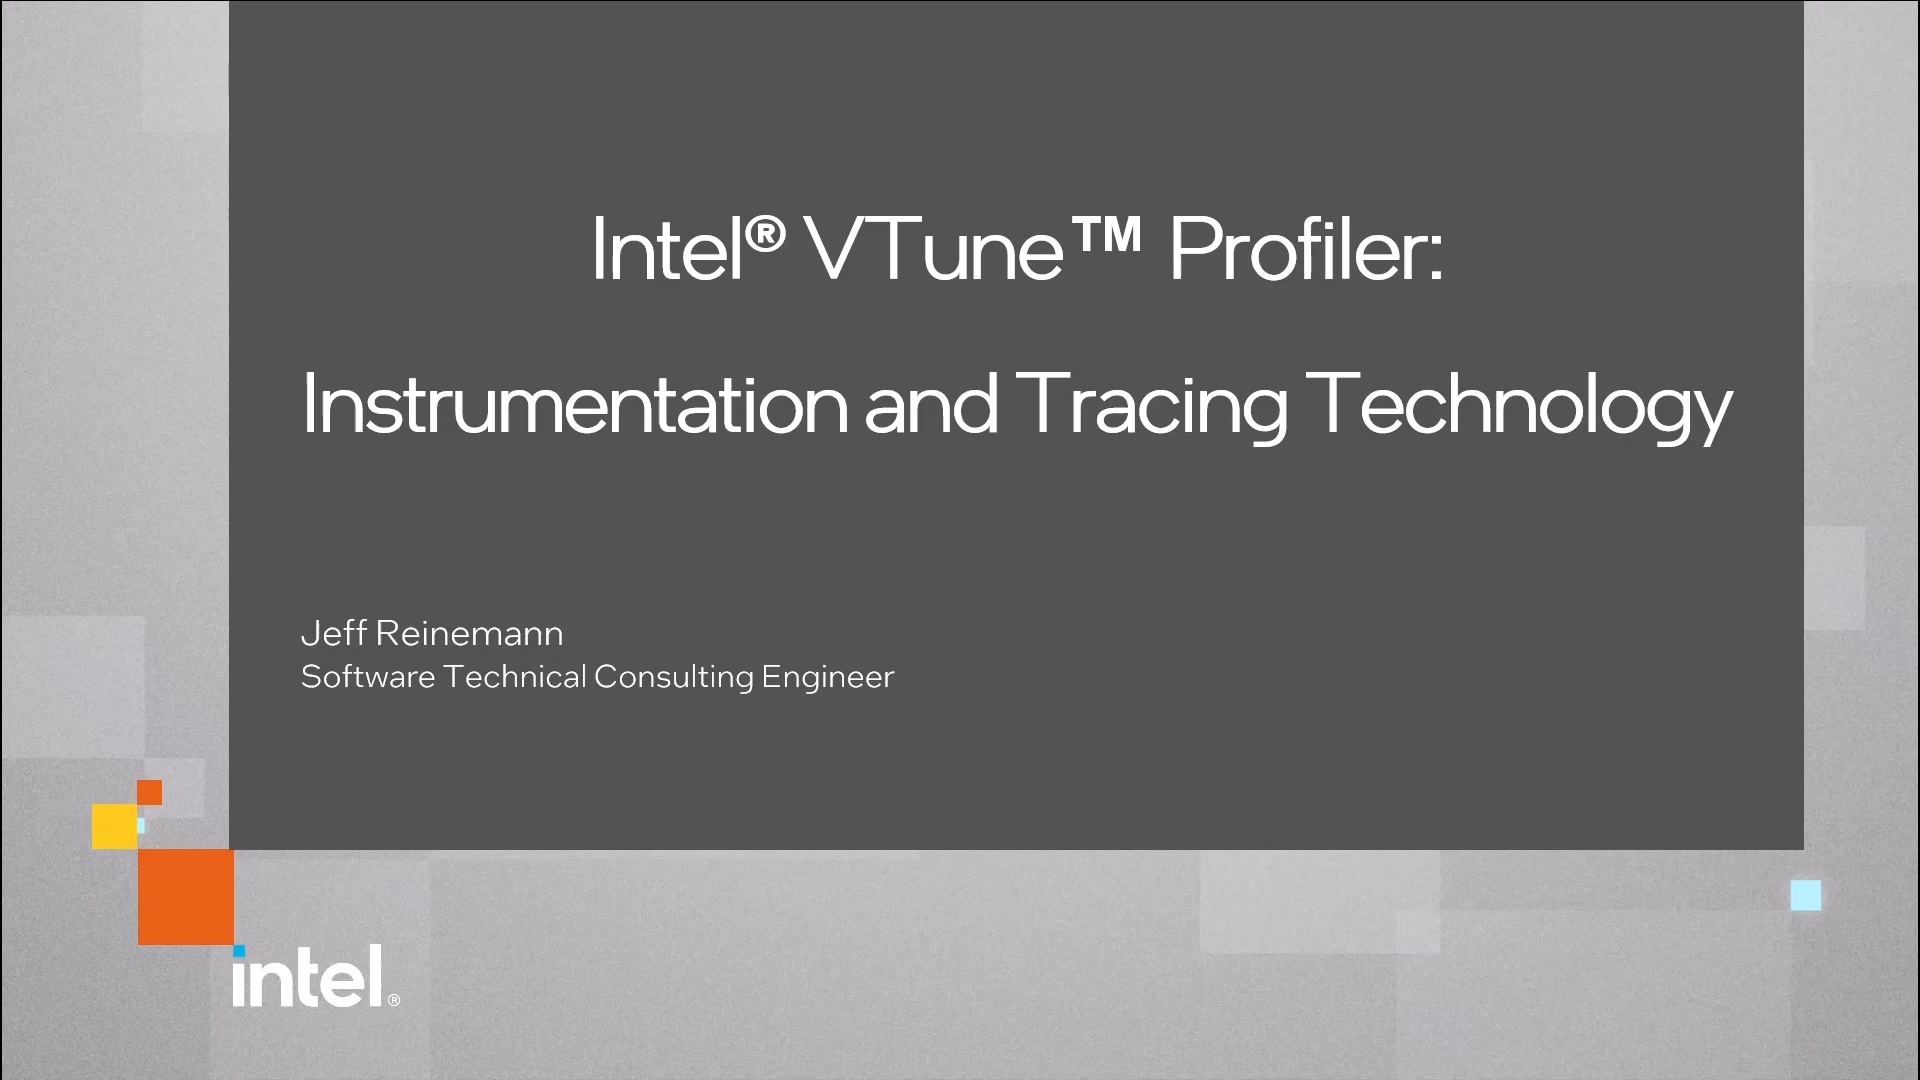 Intel® VTune™ Profiler:
Instrumentation and Tracing Technology
Jeff Reinemann
Software Technical Consulting Engineer
intel®